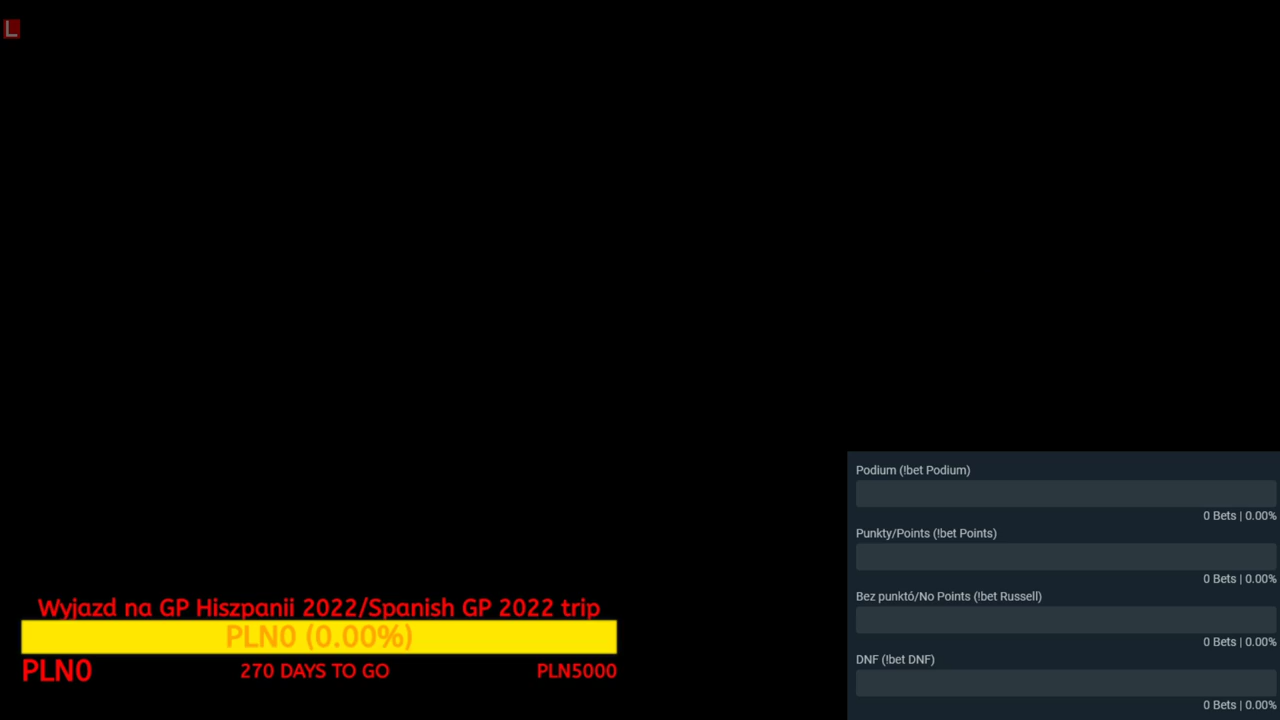 L
Wyjazd na GP Hiszpanii 2022/Spanish GP 2022 trip
PLN0 (0.00%)
PLN0 270 DAYS TO GO PLN5000
Podium (!bet Podium)
0 Bets | 0.00%
Punkty/Points (!bet Points)
0 Bets | 0.00%
Bez punktó/No Points (!bet Russell)
0 Bets | 0.00%
DNF (!bet DNF)
0 Bets | 0.00%